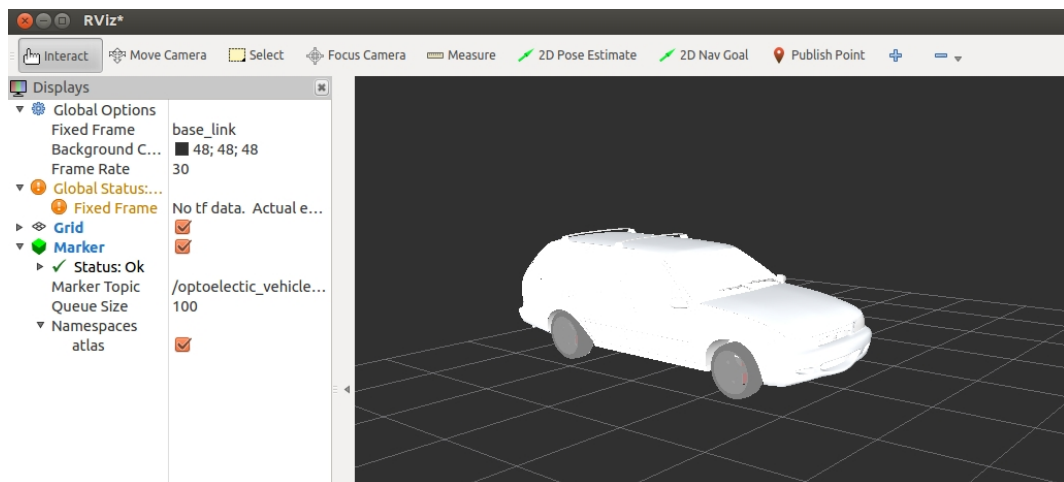 RViz*
Interact Move Camera Select Focus Camera Measure 2D Pose Estimate 2D Nav Goal Publish Point
Displays
Global Options
Fixed Frame base_link
Background C... 48; 48; 48
Frame Rate 30
Global Status:...
Fixed Frame No tf data. Actual e...
Grid
Marker
Status: Ok
Marker Topic /optoelectic_vehicle...
Queue Size 100
Namespaces
atlas